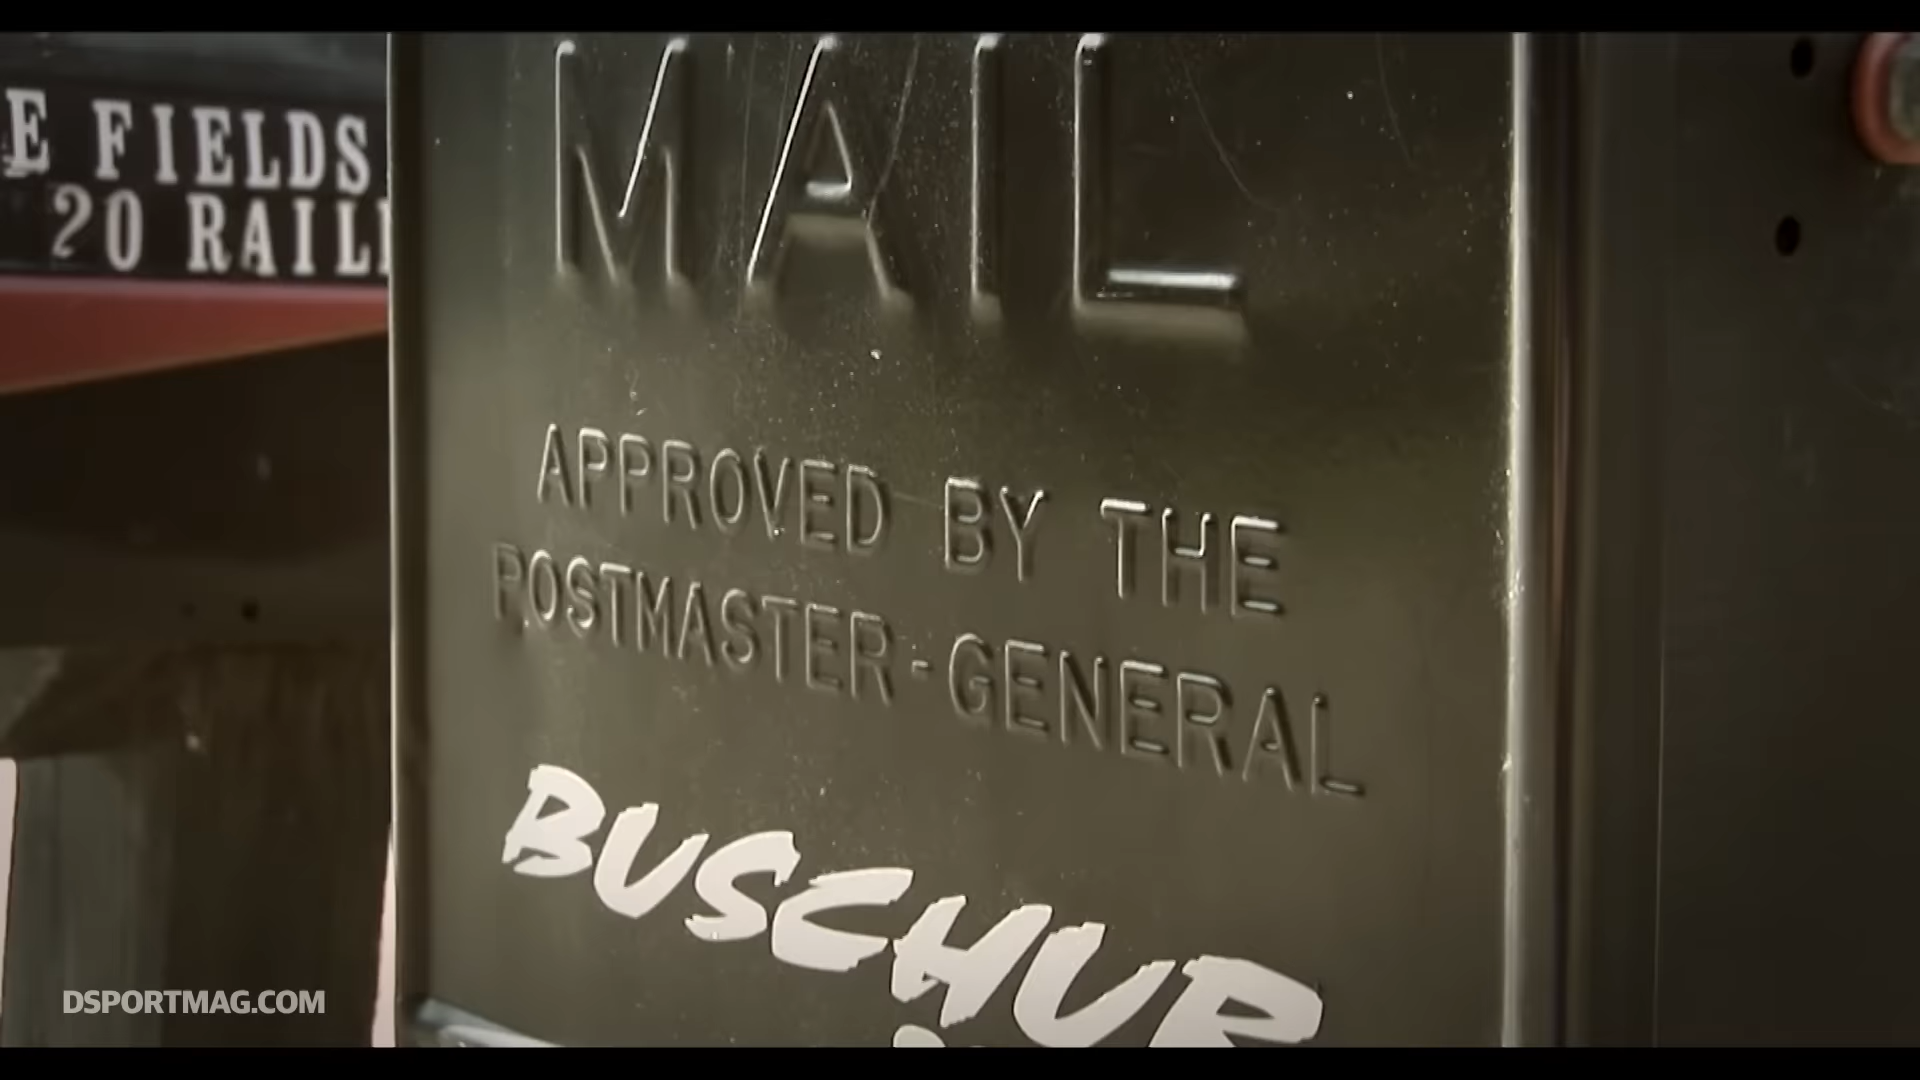 E FIELDS
20 RAIL
MAIL
APPROVED BY THE
POSTMASTER-GENERAL
BUSCHUR
DSPORTMAG.COM